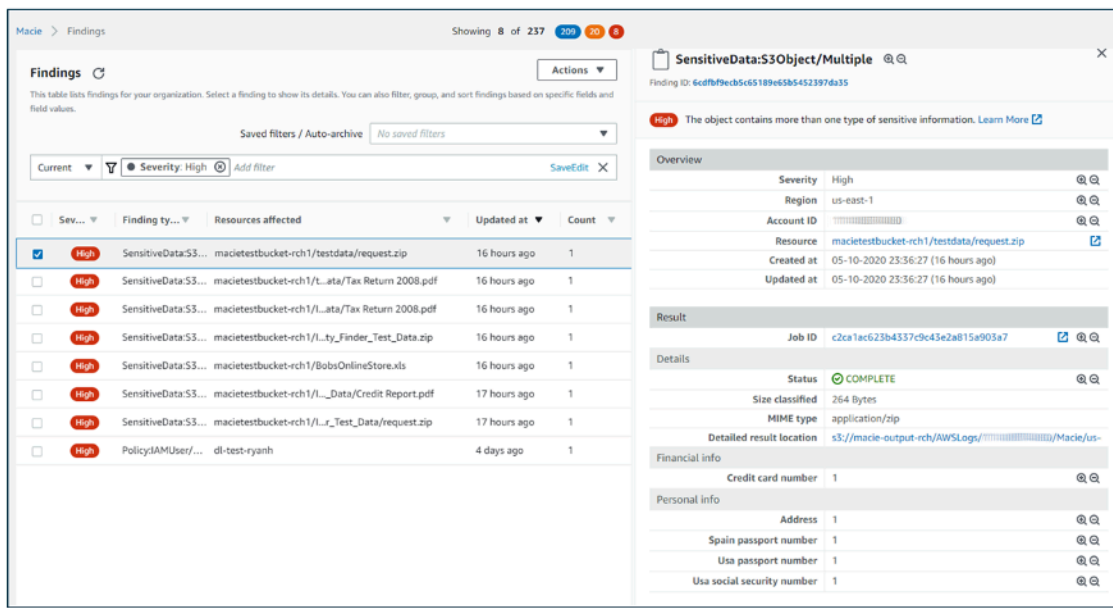 Macie > Findings
Showing 8 of 237 209 20 8
Findings
Actions
This table lists findings for your organization. Select a finding to show its details. You can also filter, group, and sort findings based on specific fields and
field values.
Saved filters / Auto-archive No saved filters
Current Severity: High Add filter SaveEdit
Sev... Finding ty... Resources affected Updated at Count
High SensitiveData:S3... macietestbucket-rch1/testdata/request.zip 16 hours ago 1
High SensitiveData:S3... macietestbucket-rch1/t...ata/Tax Return 2008.pdf 16 hours ago 1
High SensitiveData:S3... macietestbucket-rch1/I...ata/Tax Return 2008.pdf 16 hours ago 1
High SensitiveData:S3... macietestbucket-rch1/I...ty_Finder_Test_Data.zip 16 hours ago 1
High SensitiveData:S3... macietestbucket-rch1/BobsOnlineStore.xls 16 hours ago 1
High SensitiveData:S3... macietestbucket-rch1/I..._Data/Credit Report.pdf 17 hours ago 1
High SensitiveData:S3... macietestbucket-rch1/I...r_Test_Data/request.zip 17 hours ago 1
High Policy:IAMUser/... dl-test-ryanh 4 days ago 1
SensitiveData:S3Object/Multiple
Finding ID: 6cdfbf9ecb5c65189e65b5452397da35
High The object contains more than one type of sensitive information. Learn More
Overview
Severity High
Region us-east-1
Account ID
Resource macietestbucket-rch1/testdata/request.zip
Created at 05-10-2020 23:36:27 (16 hours ago)
Updated at 05-10-2020 23:36:27 (16 hours ago)
Result
Job ID c2ca1ac623b4337c9c43e2a815a903a7
Details
Status COMPLETE
Size classified 264 Bytes
MIME type application/zip
Detailed result location s3://macie-output-rch/AWSLogs/ /Macie/us-
Financial info
Credit card number 1
Personal info
Address 1
Spain passport number 1
Usa passport number 1
Usa social security number 1